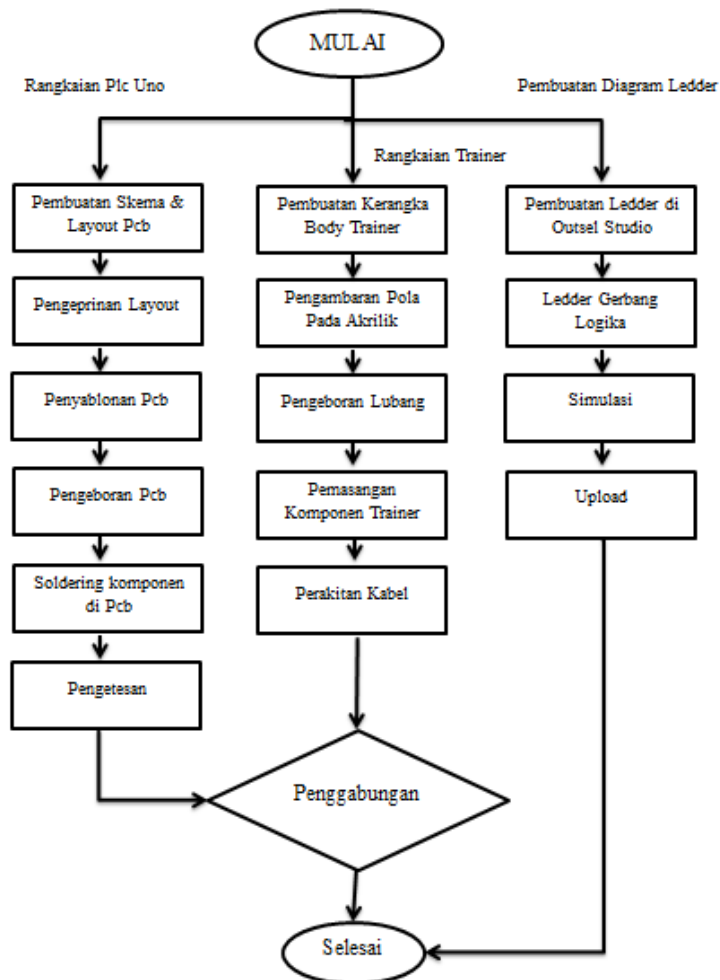 MULAI
Rangkaian Plc Uno
Pembuatan Diagram Ledder
Rangkaian Trainer
Pembuatan Skema &
Layout Pcb
Pengeprinan Layout
Penyablonan Pcb
Pengeboran Pcb
Soldering komponen
di Pcb
Pengetesan
Pembuatan Kerangka
Body Trainer
Pengambaran Pola
Pada Akrilik
Pengeboran Lubang
Pemasangan
Komponen Trainer
Perakitan Kabel
Pembuatan Ledder di
Outsel Studio
Ledder Gerbang
Logika
Simulasi
Upload
Penggabungan
Selesai